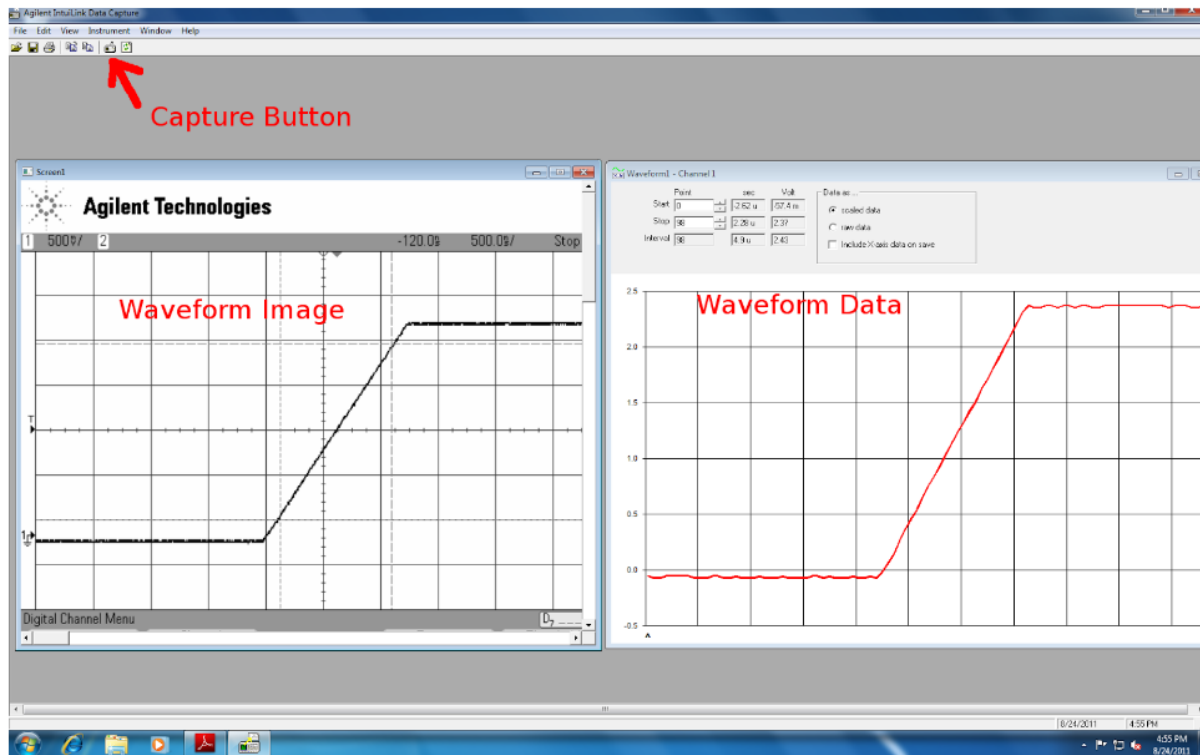 Agilent IntuiLink Data Capture
File Edit View Instrument Window Help
Capture Button
Screen1
Agilent Technologies
1 500▽/ 2 -120.0▽ 500.0▽/ Stop
Waveform Image
T
1
Digital Channel Menu D7
Waveform1 - Channel 1
Point sec Volt Data as...
Start 0 -2.62 u -57.4 m scaled data
Stop 98 2.28 u 2.37 raw data
Interval 98 4.9 u 2.43 Include X-axis data on save
Waveform Data
2.5
2.0
1.5
1.0
0.5
0.0
-0.5
8/24/2011 4:55 PM
4:55 PM
8/24/2011